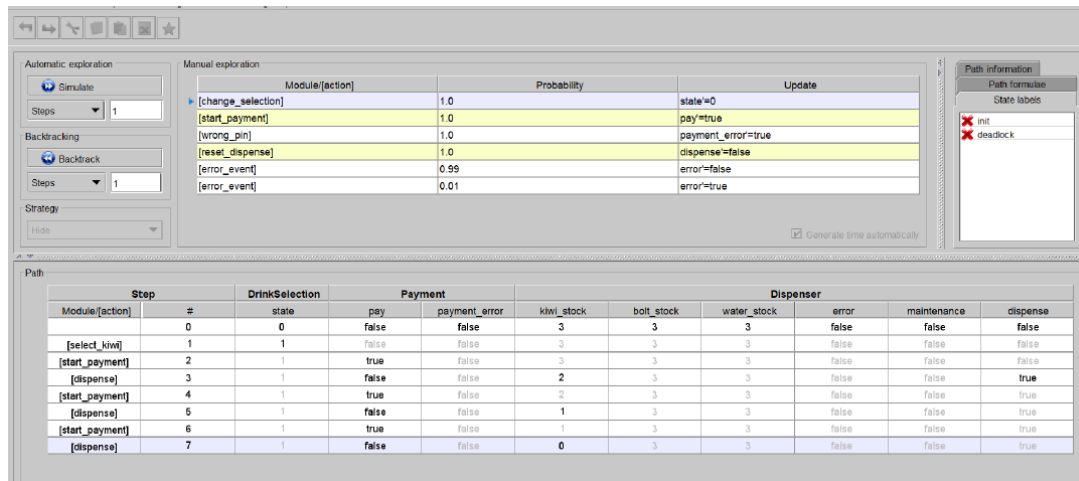 Automatic exploration
Simulate
Steps 1
Backtracking
Backtrack
Steps 1
Strategy
Hide
Manual exploration
Module/[action] Probability Update
[change_selection] 1.0 state'=0
[start_payment] 1.0 pay'=true
[wrong_pin] 1.0 payment_error'=true
[reset_dispense] 1.0 dispense'=false
[error_event] 0.99 error'=false
[error_event] 0.01 error'=true
Generate time automatically
Path information
Path formulae
State labels
init
deadlock
Path
Step DrinkSelection Payment Dispenser
Module/[action] # state pay payment_error kiwi_stock bolt_stock water_stock error maintenance dispense
0 0 false false 3 3 3 false false false
[select_kiwi] 1 1 false false 3 3 3 false false false
[start_payment] 2 1 true false 3 3 3 false false false
[dispense] 3 1 false false 2 3 3 false false true
[start_payment] 4 1 true false 2 3 3 false false true
[dispense] 5 1 false false 1 3 3 false false true
[start_payment] 6 1 true false 1 3 3 false false true
[dispense] 7 1 false false 0 3 3 false false true